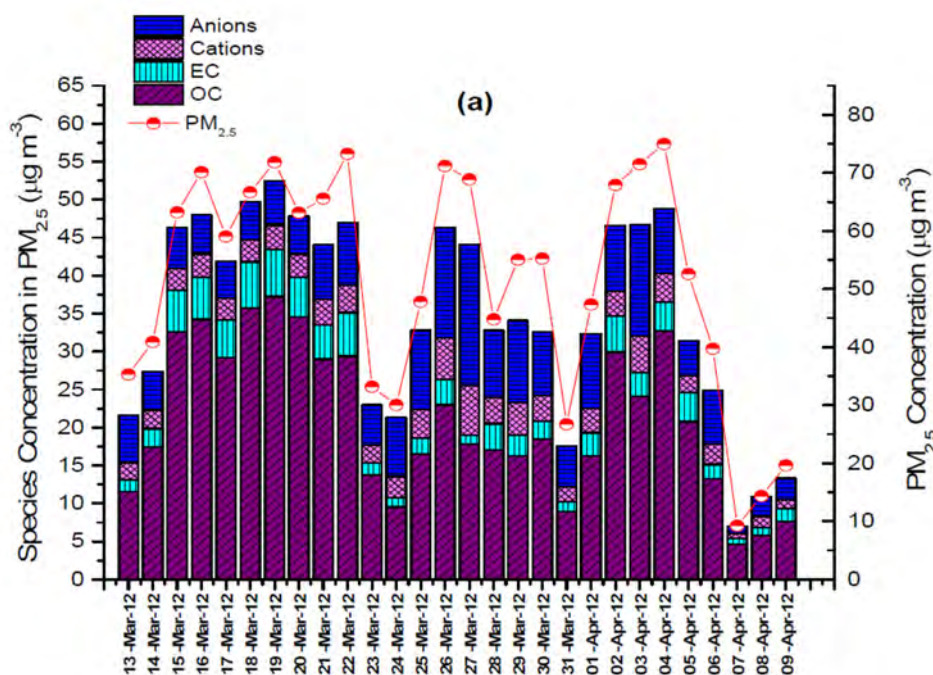 Anions
Cations
EC
OC
PM2.5
(a)
Species Concentration in PM2.5 (µg m-3)
65
60
55
50
45
40
35
30
25
20
15
10
5
0
80
70
60
50
40
30
20
10
0
PM2.5 Concentration (µg m-3)
13-Mar-12
14-Mar-12
15-Mar-12
16-Mar-12
17-Mar-12
18-Mar-12
19-Mar-12
20-Mar-12
21-Mar-12
22-Mar-12
23-Mar-12
24-Mar-12
25-Mar-12
26-Mar-12
27-Mar-12
28-Mar-12
29-Mar-12
30-Mar-12
31-Mar-12
01-Apr-12
02-Apr-12
03-Apr-12
04-Apr-12
05-Apr-12
06-Apr-12
07-Apr-12
08-Apr-12
09-Apr-12